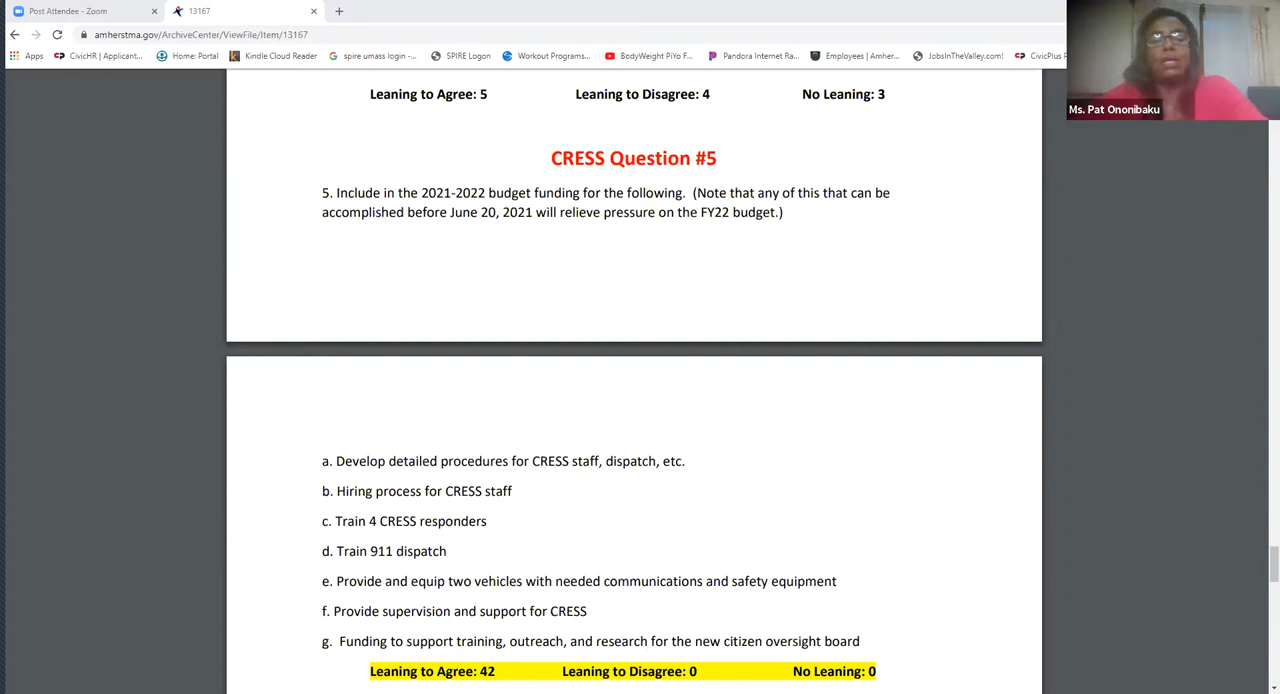 Post Attendee - Zoom
13167
amherstma.gov/ArchiveCenter/ViewFile/Item/13167
Apps CivicHR | Applicant... Home: Portal Kindle Cloud Reader spire umass login -... SPIRE Logon Workout Programs... BodyWeight PiYo F... Pandora Internet Ra... Employees | Amher... JobsInTheValley.com! CivicPlus P
Ms. Pat Ononibaku
Leaning to Agree: 5 Leaning to Disagree: 4 No Leaning: 3
CRESS Question #5
5. Include in the 2021-2022 budget funding for the following. (Note that any of this that can be
accomplished before June 20, 2021 will relieve pressure on the FY22 budget.)
a. Develop detailed procedures for CRESS staff, dispatch, etc.
b. Hiring process for CRESS staff
c. Train 4 CRESS responders
d. Train 911 dispatch
e. Provide and equip two vehicles with needed communications and safety equipment
f. Provide supervision and support for CRESS
g. Funding to support training, outreach, and research for the new citizen oversight board
Leaning to Agree: 42 Leaning to Disagree: 0 No Leaning: 0